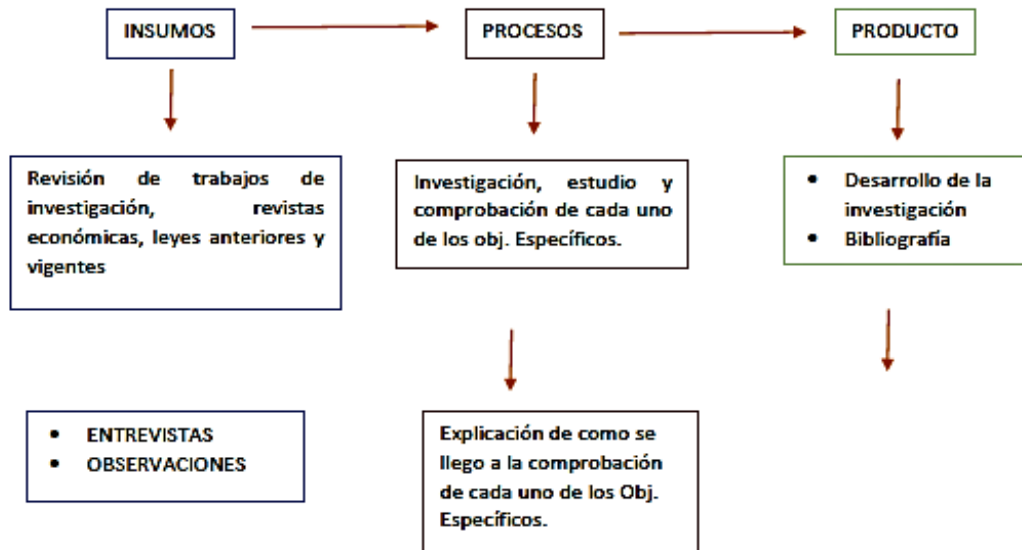 INSUMOS
PROCESOS
PRODUCTO
Revisión de trabajos de
investigación, revistas
económicas, leyes anteriores y
vigentes
Investigación, estudio y
comprobación de cada uno
de los obj. Específicos.
• Desarrollo de la
investigación
• Bibliografía
• ENTREVISTAS
• OBSERVACIONES
Explicación de como se
llego a la comprobación
de cada uno de los Obj.
Específicos.